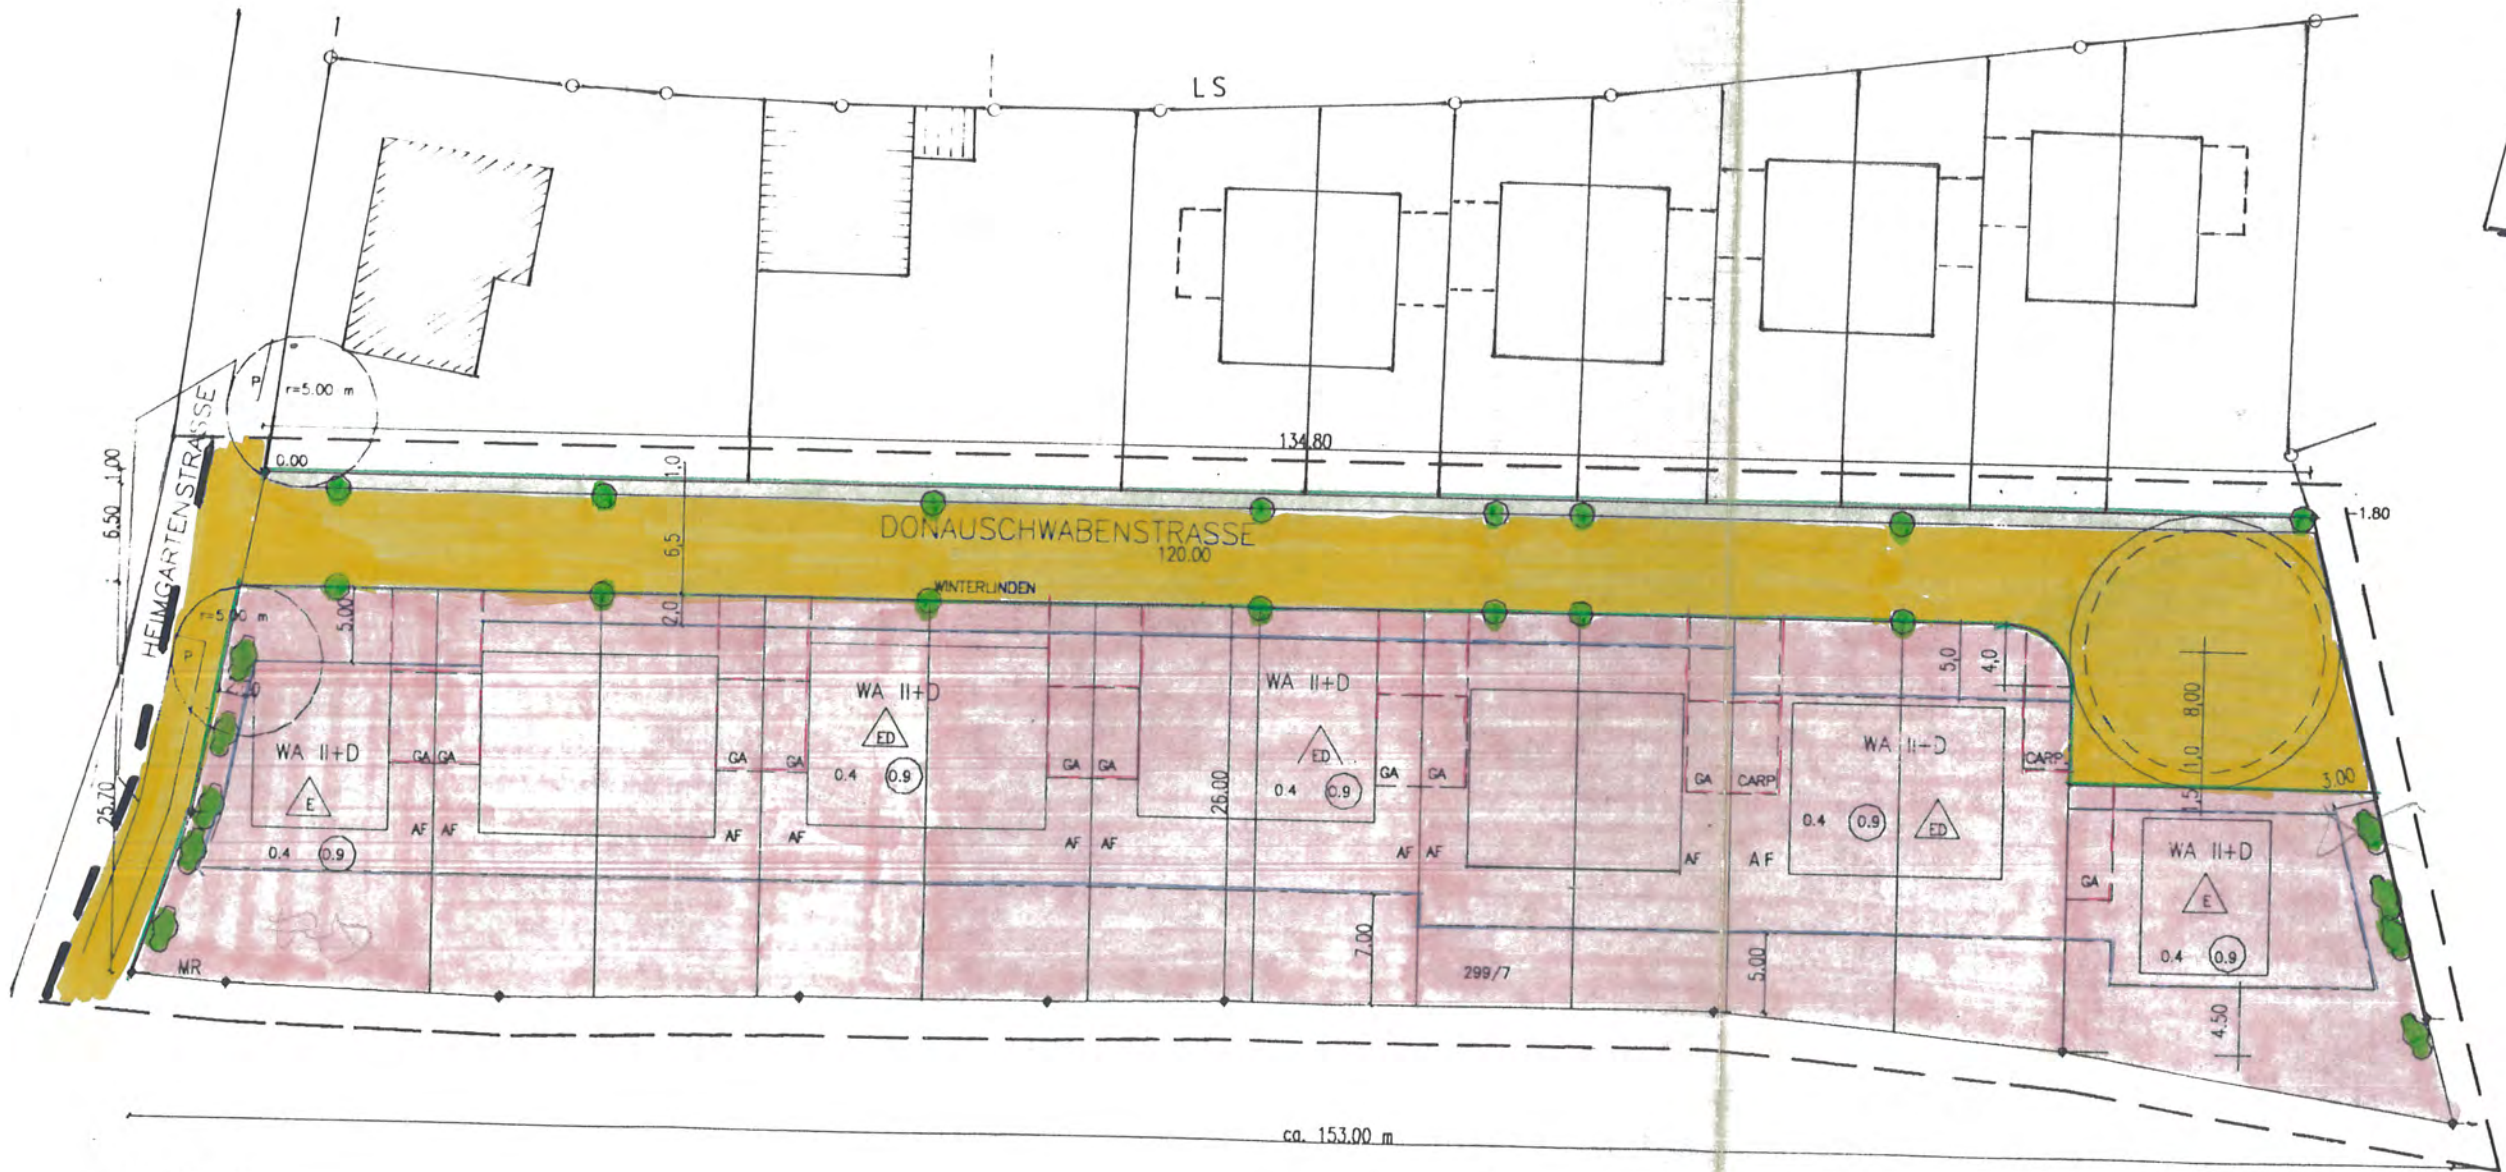 LS
P
r=5.00 m
HEIMGARTENSTRASSE
134.80
0.00
1.00
6.50
1.0
6.5
2.0
DONAUSCHWABENSTRASSE
120.00
WINTERLINDEN
-1.80
r=5.00 m
P
5.00
5.0
4.0
8.00
1.0
1.5
3.00
25.70
WA II+D
E
0.4 0.9
GA GA
AF AF
GA GA
AF AF
WA II+D
ED
0.4 0.9
GA GA
AF AF
26.00
WA II+D
ED
0.4 0.9
GA GA
AF AF
GA CARP.
AF AF
WA II+D
0.4 0.9 ED
CARP.
GA
WA II+D
E
0.4 0.9
MR
7.00
299/7
5.00
4.50
ca. 153.00 m